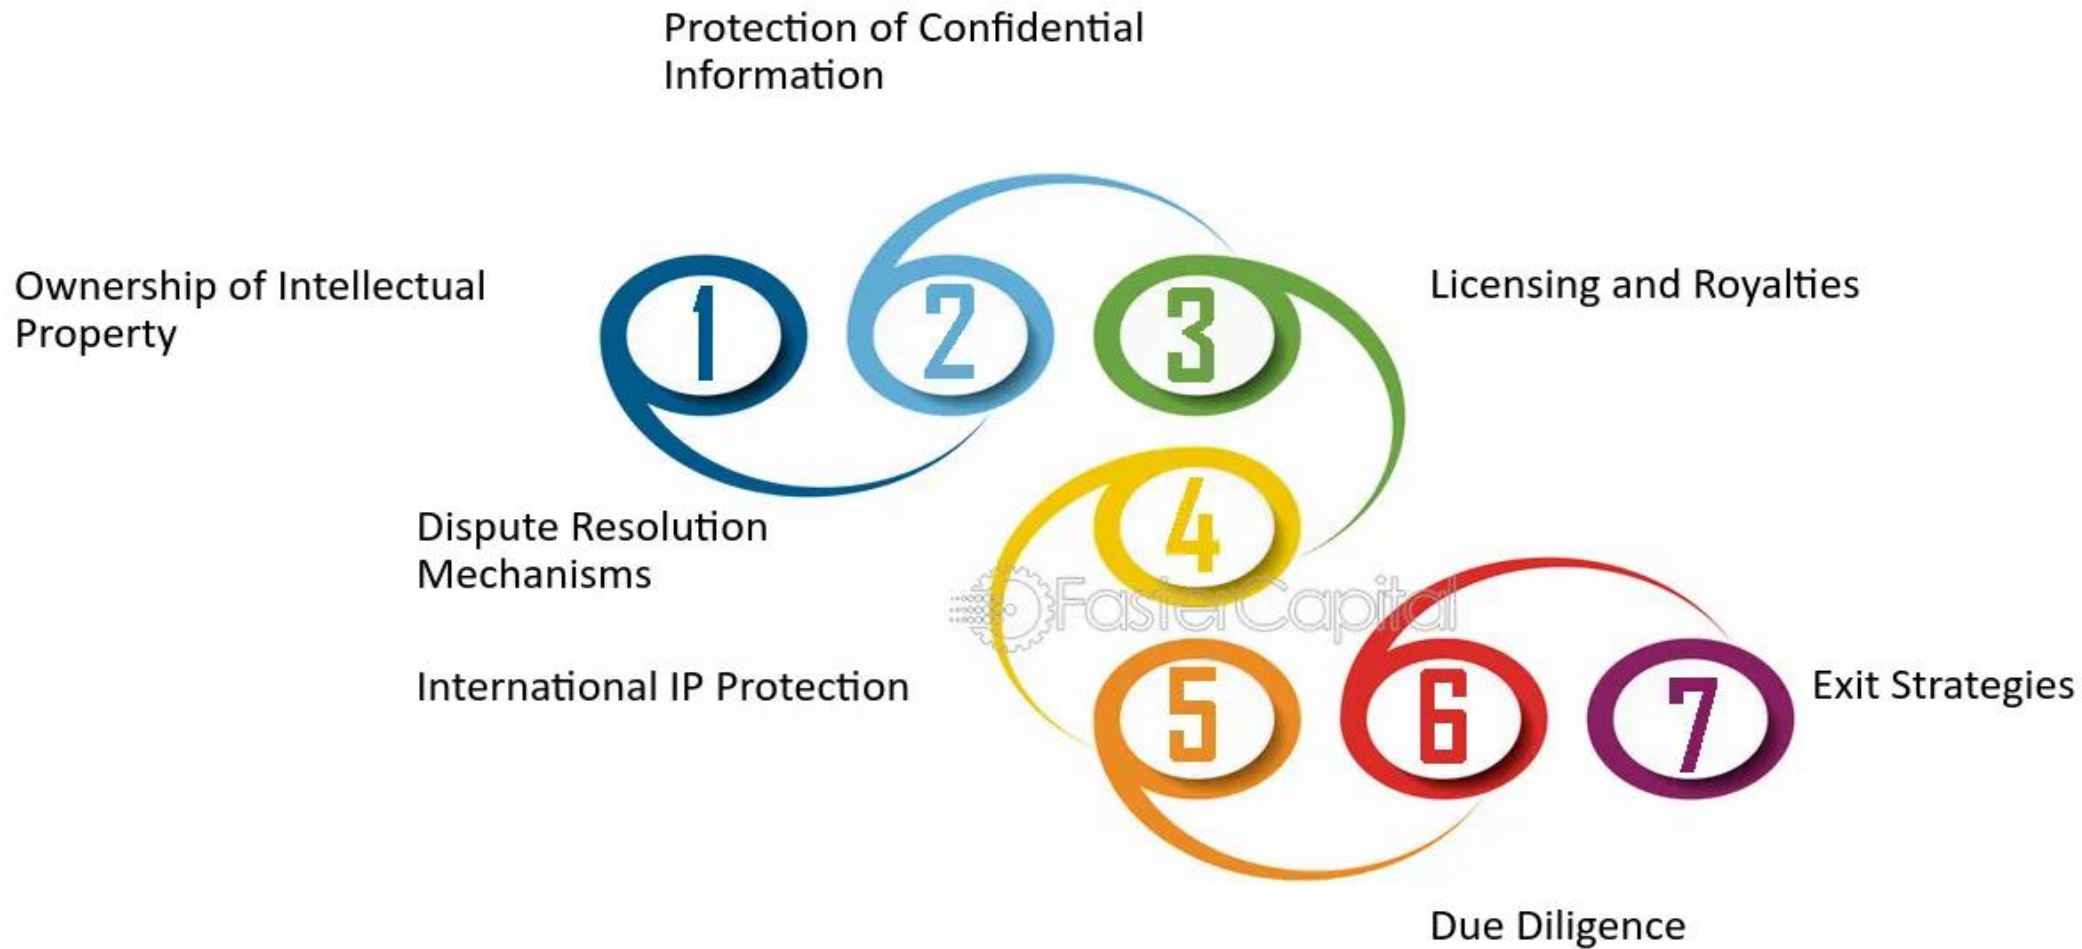 Protection of Confidential
Information
Ownership of Intellectual
Property
1
2
3
Licensing and Royalties
Dispute Resolution
Mechanisms
4
FasterCapital
International IP Protection
5
6
7
Exit Strategies
Due Diligence